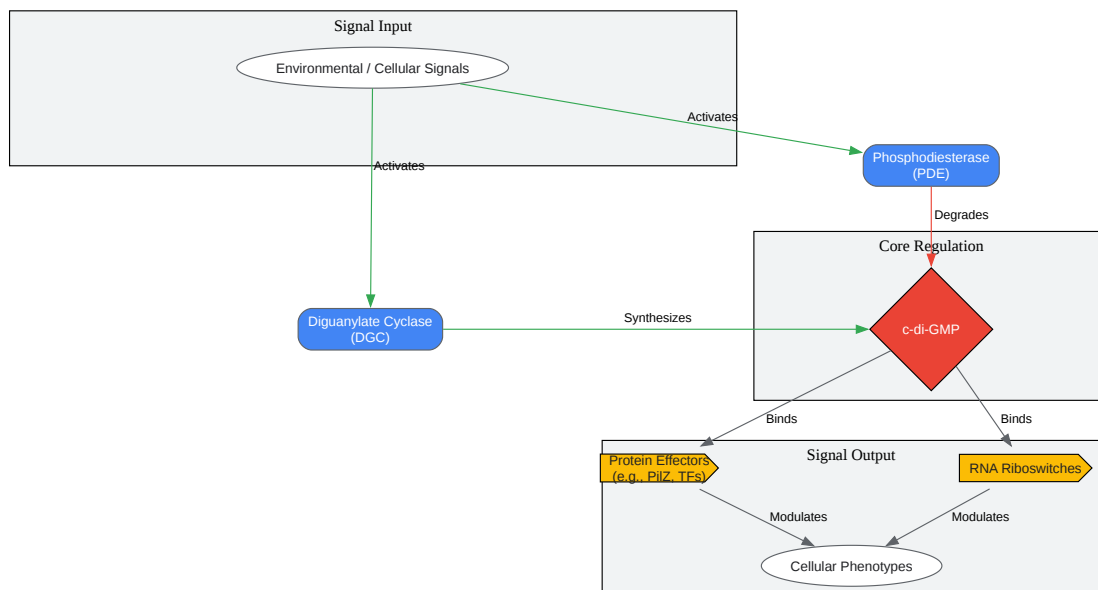 Signal Input
Environmental / Cellular Signals
Activates
Activates
Phosphodiesterase
(PDE)
Degrades
Core Regulation
Diguanylate Cyclase
(DGC)
Synthesizes
c-di-GMP
Binds
Binds
Signal Output
Protein Effectors
(e.g., PilZ, TFs)
RNA Riboswitches
Modulates
Modulates
Cellular Phenotypes